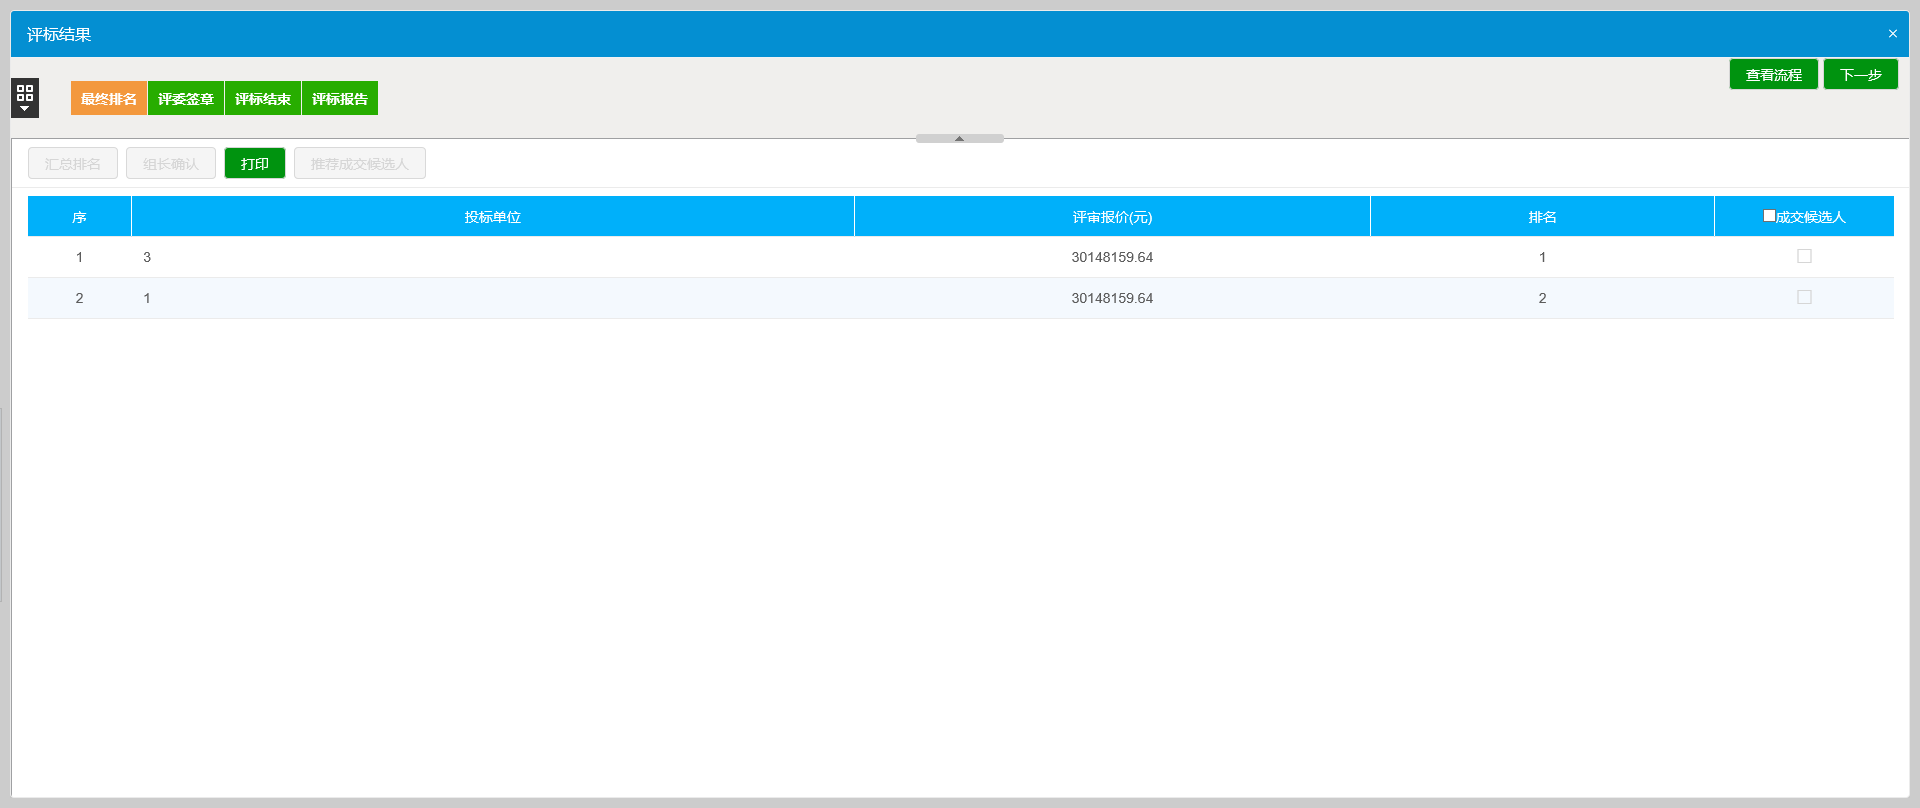 评标结果 ×
查看流程 下一步
最终排名 评委签章 评标结束 评标报告
汇总排名 组长确认 打印 推荐成交候选人
序 投标单位 评审报价(元) 排名 成交候选人
1 3 30148159.64 1
2 1 30148159.64 2